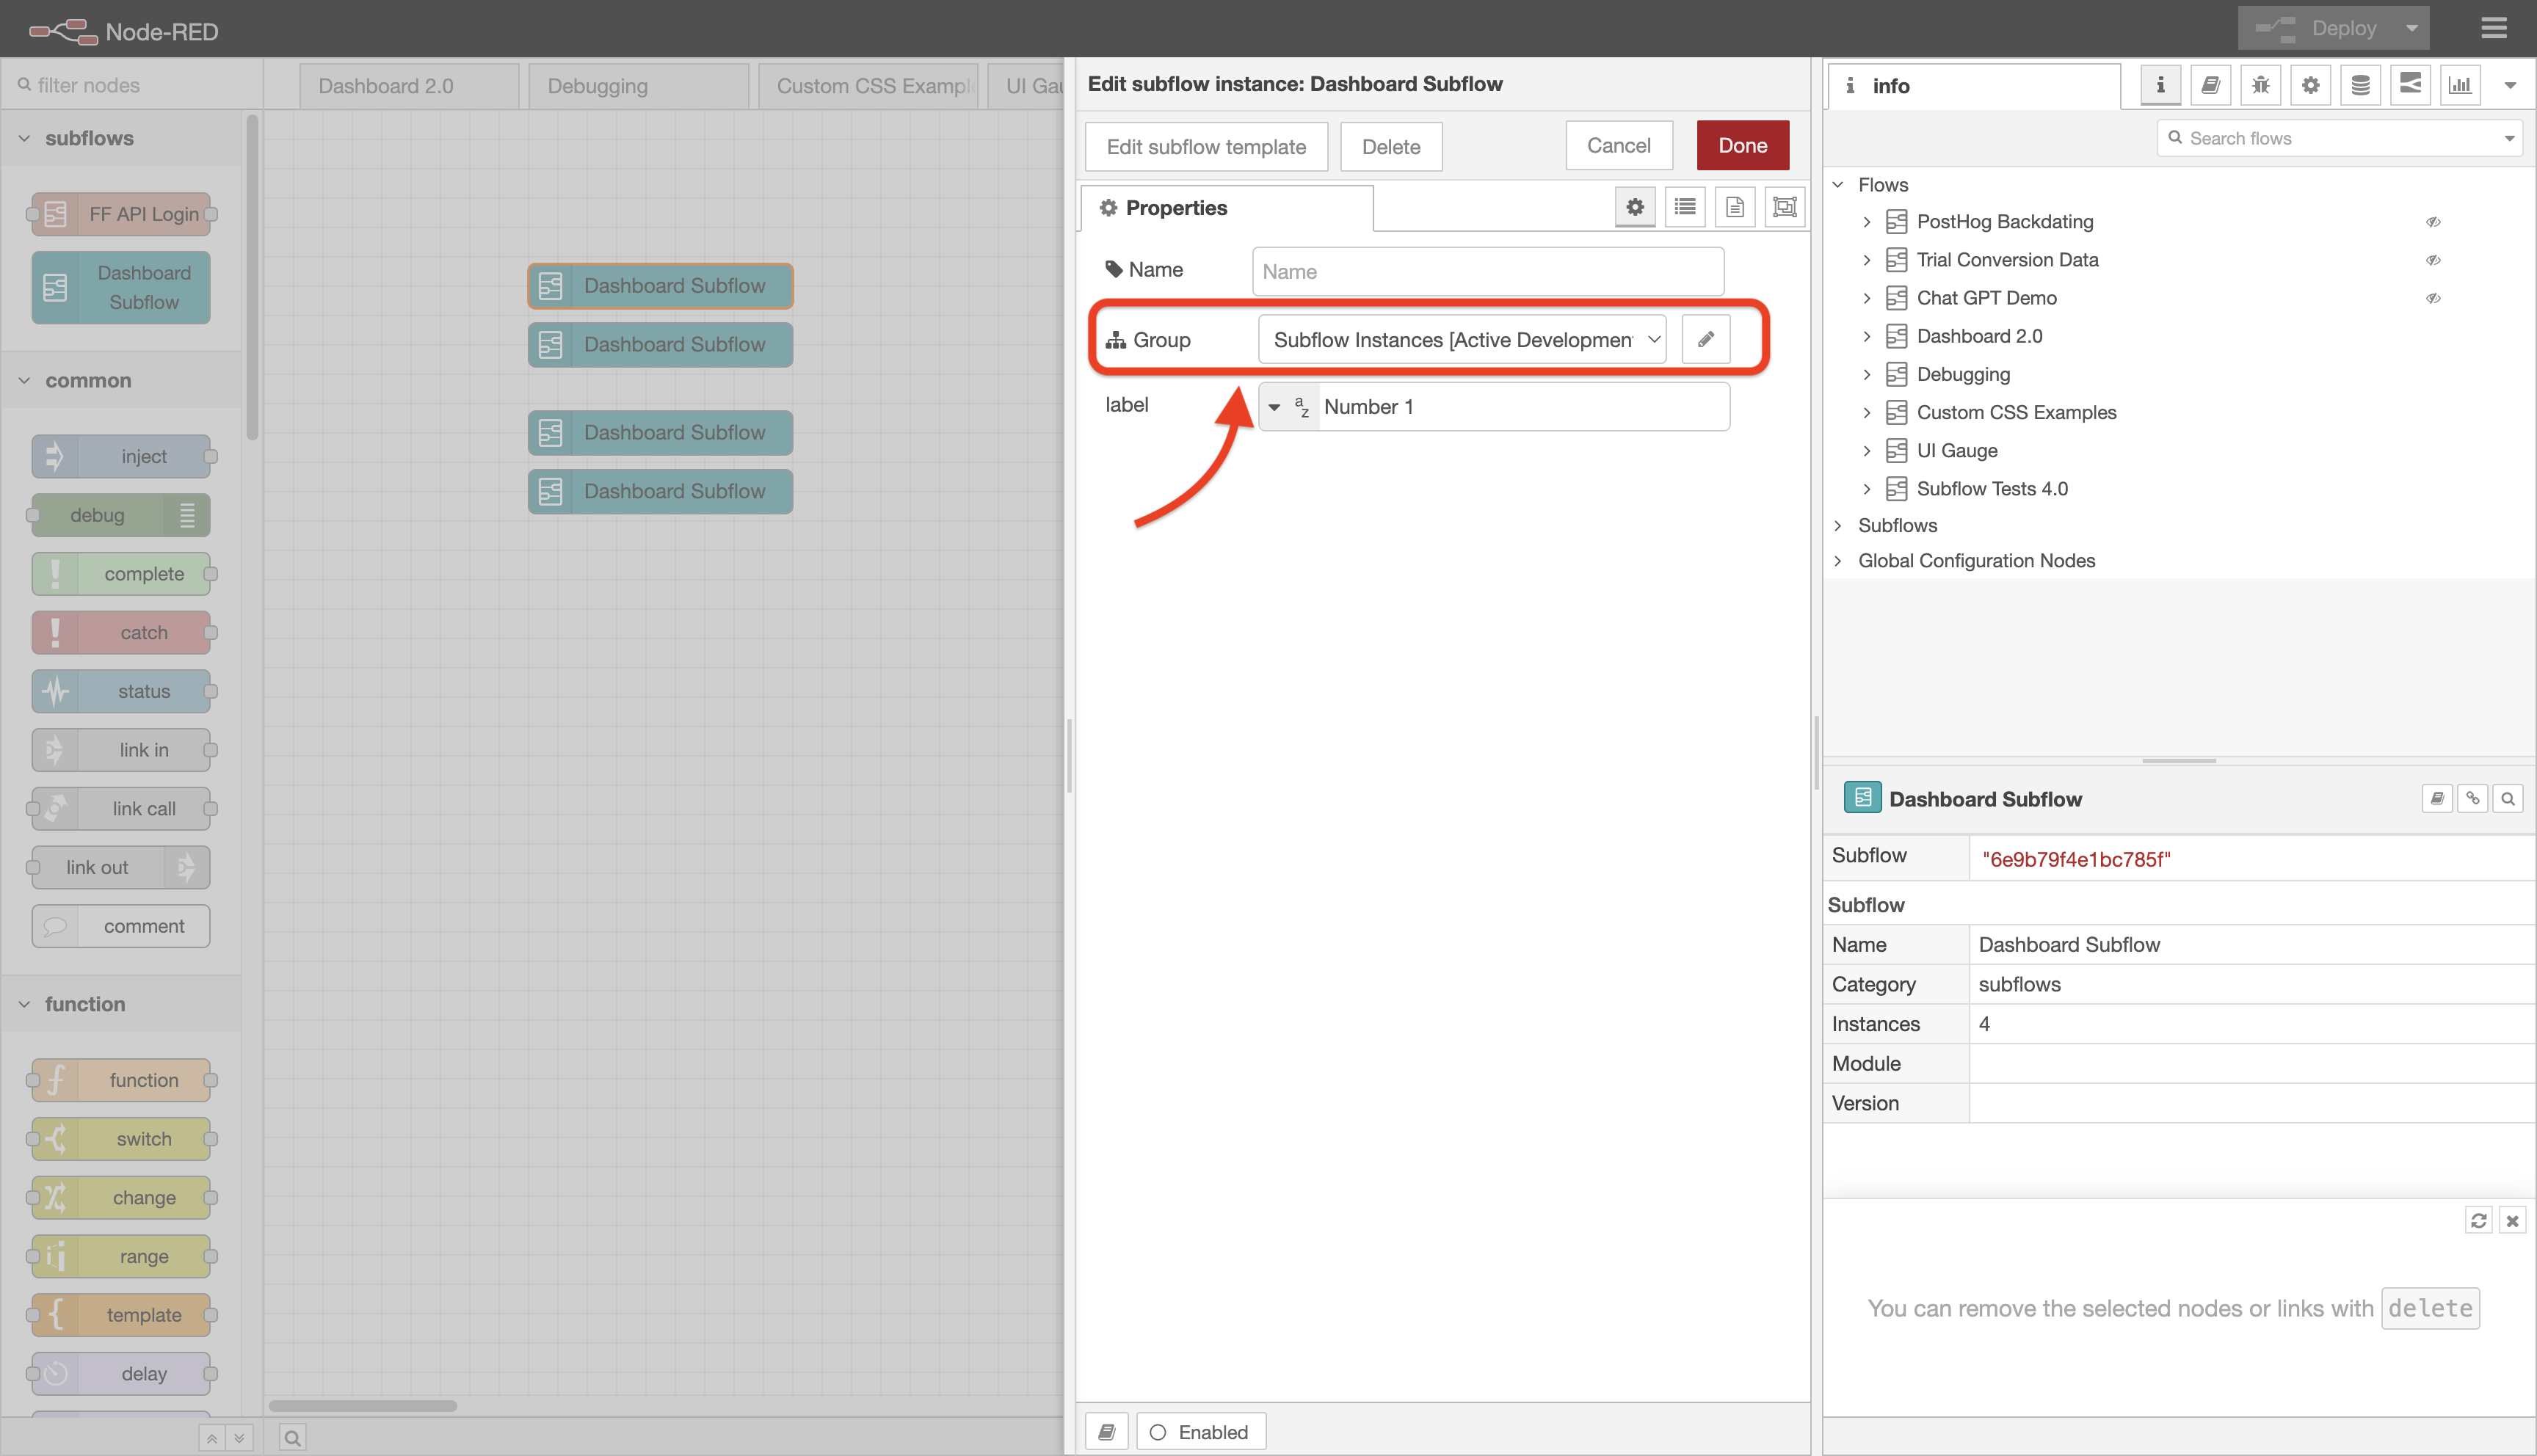 Node-RED
Deploy
filter nodes
Dashboard 2.0
Debugging
Custom CSS Exampl
UI Gau
subflows
FF API Login
Dashboard
Subflow
common
inject
debug
complete
catch
status
link in
link call
link out
comment
function
function
switch
change
range
template
delay
Dashboard Subflow
Dashboard Subflow
Dashboard Subflow
Dashboard Subflow
Edit subflow instance: Dashboard Subflow
Edit subflow template
Delete
Cancel
Done
Properties
Name
Name
Group
Subflow Instances [Active Developmen
label
a
z
Number 1
Enabled
info
Search flows
Flows
PostHog Backdating
Trial Conversion Data
Chat GPT Demo
Dashboard 2.0
Debugging
Custom CSS Examples
UI Gauge
Subflow Tests 4.0
Subflows
Global Configuration Nodes
Dashboard Subflow
Subflow "6e9b79f4e1bc785f"
Subflow
Name Dashboard Subflow
Category subflows
Instances 4
Module
Version
You can remove the selected nodes or links with delete